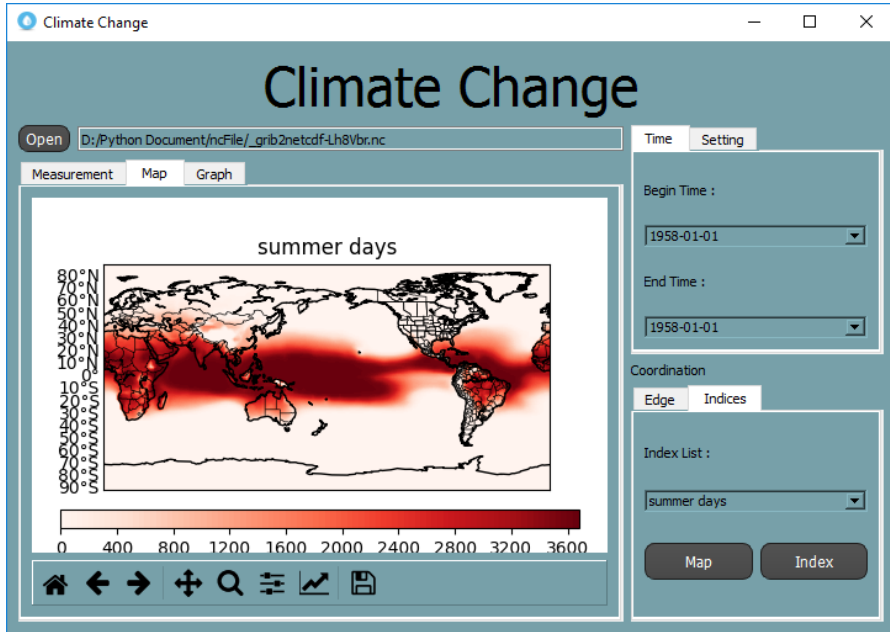 Climate Change
Climate Change
Open D:/Python Document/ncFile/_grib2netcdf-Lh8Vbr.nc
Measurement Map Graph
summer days
80°N
70°N
60°N
50°N
40°N
30°N
20°N
10°N
0°
10°S
20°S
30°S
40°S
50°S
60°S
70°S
80°S
90°S
0 400 800 1200 1600 2000 2400 2800 3200 3600
Time Setting
Begin Time :
1958-01-01
End Time :
1958-01-01
Coordination
Edge Indices
Index List :
summer days
Map Index